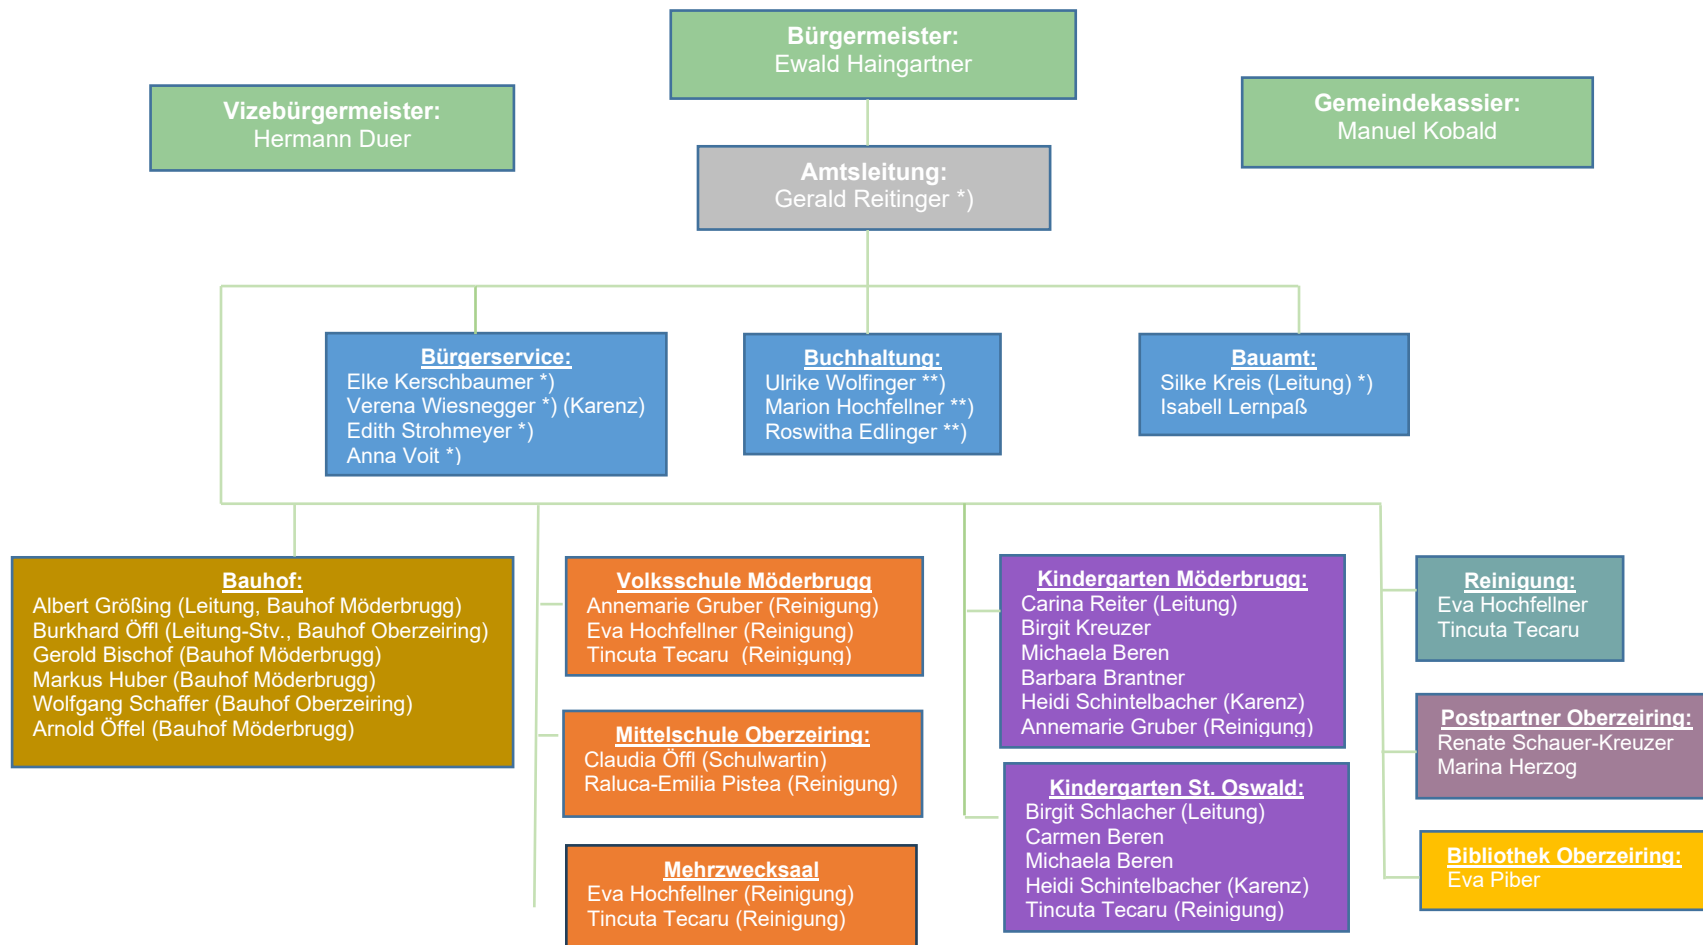 Bürgermeister:
Ewald Haingartner
Vizebürgermeister:
Hermann Duer
Gemeindekassier:
Manuel Kobald
Amtsleitung:
Gerald Reitinger *)
Bürgerservice:
Elke Kerschbaumer *)
Verena Wiesnegger *) (Karenz)
Edith Strohmeyer *)
Anna Voit *)
Buchhaltung:
Ulrike Wolfinger **)
Marion Hochfellner **)
Roswitha Edlinger **)
Bauamt:
Silke Kreis (Leitung) *)
Isabell Lernpaß
Bauhof:
Albert Größing (Leitung, Bauhof Möderbrugg)
Burkhard Öffl (Leitung-Stv., Bauhof Oberzeiring)
Gerold Bischof (Bauhof Möderbrugg)
Markus Huber (Bauhof Möderbrugg)
Wolfgang Schaffer (Bauhof Oberzeiring)
Arnold Öffel (Bauhof Möderbrugg)
Volksschule Möderbrugg
Annemarie Gruber (Reinigung)
Eva Hochfellner (Reinigung)
Tincuta Tecaru (Reinigung)
Mittelschule Oberzeiring:
Claudia Öffl (Schulwartin)
Raluca-Emilia Pistea (Reinigung)
Mehrzwecksaal
Eva Hochfellner (Reinigung)
Tincuta Tecaru (Reinigung)
Kindergarten Möderbrugg:
Carina Reiter (Leitung)
Birgit Kreuzer
Michaela Beren
Barbara Brantner
Heidi Schintelbacher (Karenz)
Annemarie Gruber (Reinigung)
Kindergarten St. Oswald:
Birgit Schlacher (Leitung)
Carmen Beren
Michaela Beren
Heidi Schintelbacher (Karenz)
Tincuta Tecaru (Reinigung)
Reinigung:
Eva Hochfellner
Tincuta Tecaru
Postpartner Oberzeiring:
Renate Schauer-Kreuzer
Marina Herzog
Bibliothek Oberzeiring:
Eva Piber